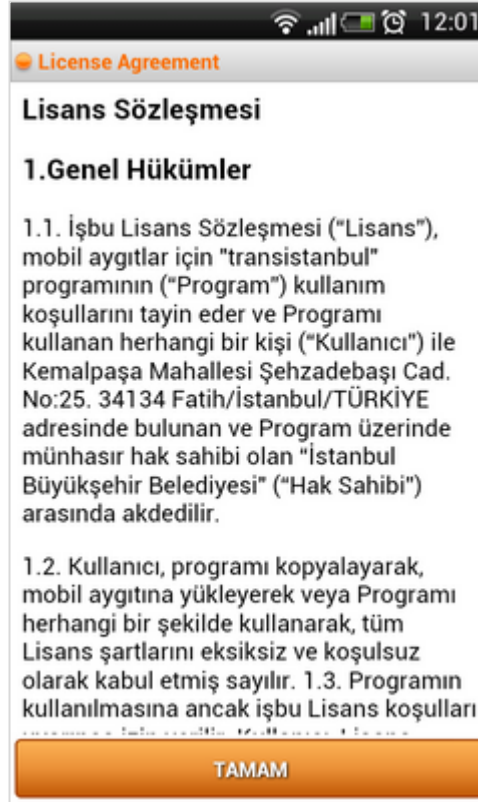 12:01
License Agreement
Lisans Sözleşmesi
1.Genel Hükümler
1.1. İşbu Lisans Sözleşmesi (“Lisans”),
mobil aygıtlar için "transistanbul"
programının (“Program”) kullanım
koşullarını tayin eder ve Programı
kullanan herhangi bir kişi (“Kullanıcı”) ile
Kemalpaşa Mahallesi Şehzadebaşı Cad.
No:25. 34134 Fatih/İstanbul/TÜRKİYE
adresinde bulunan ve Program üzerinde
münhasır hak sahibi olan “İstanbul
Büyükşehir Belediyesi” (“Hak Sahibi”)
arasında akdedilir.
1.2. Kullanıcı, programı kopyalayarak,
mobil aygıtına yükleyerek veya Programı
herhangi bir şekilde kullanarak, tüm
Lisans şartlarını eksiksiz ve koşulsuz
olarak kabul etmiş sayılır. 1.3. Programın
kullanılmasına ancak işbu Lisans koşulları
TAMAM